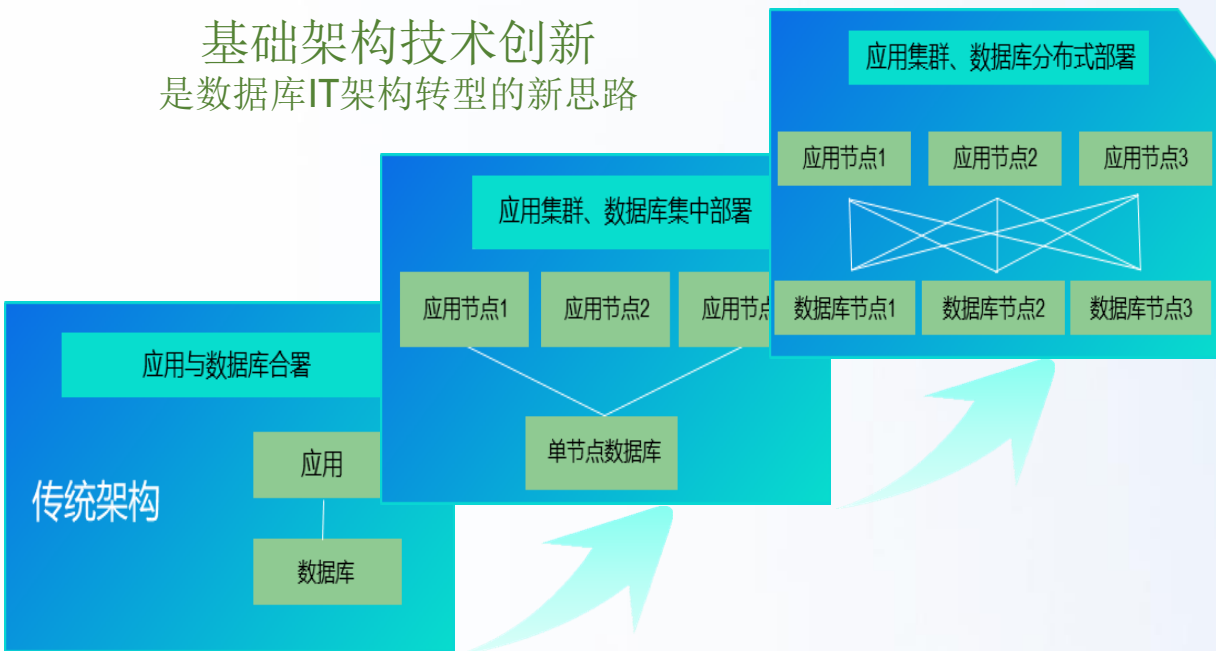 基础架构技术创新
是数据库IT架构转型的新思路
应用集群、数据库分布式部署
应用节点1
应用节点2
应用节点3
数据库节点1
数据库节点2
数据库节点3
应用集群、数据库集中部署
应用节点1
应用节点2
应用节点
单节点数据库
应用与数据库合署
应用
传统架构
数据库